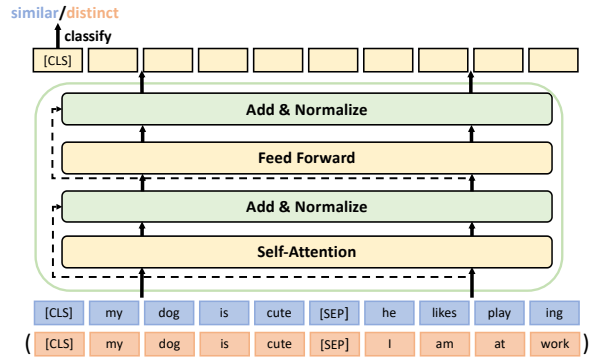 similar/distinct
classify
[CLS]
Add & Normalize
Feed Forward
Add & Normalize
Self-Attention
[CLS] my dog is cute [SEP] he likes play ing
( [CLS] my dog is cute [SEP] I am at work )